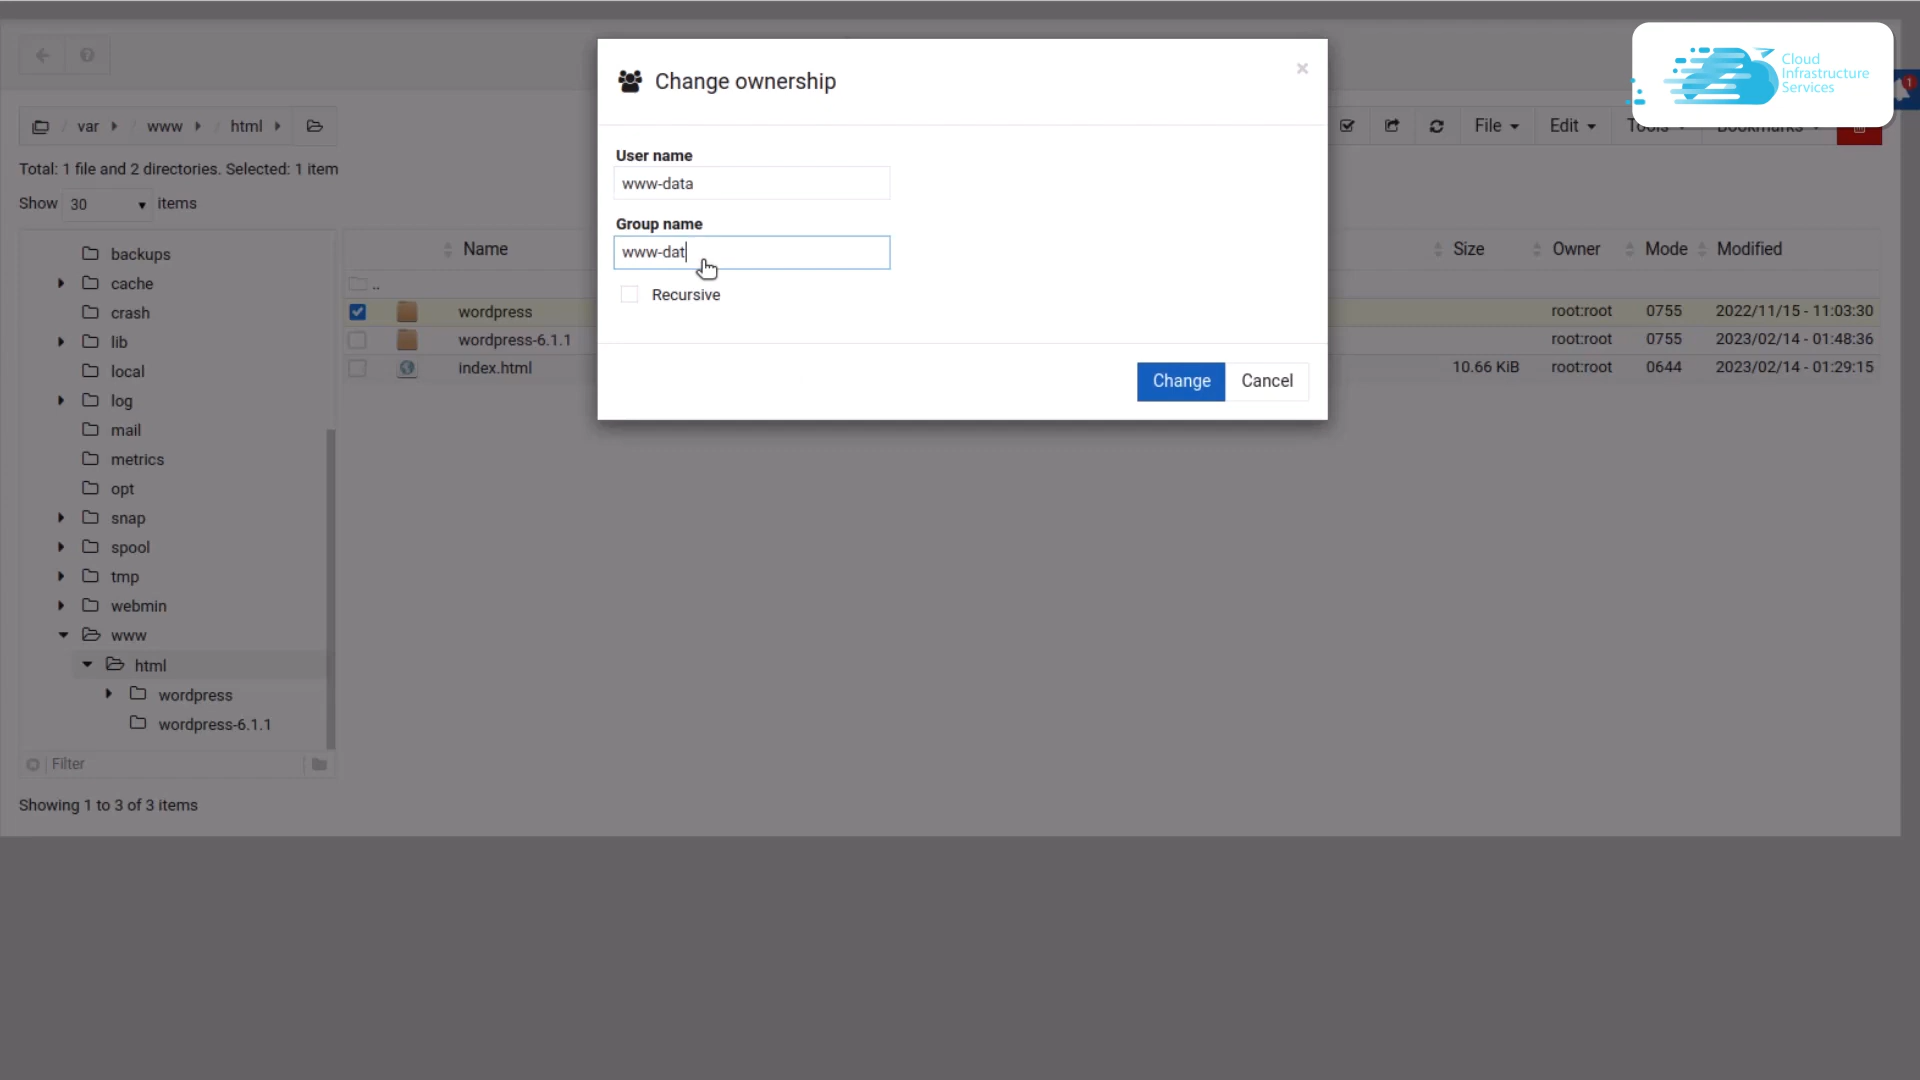 Change ownership
×
Cloud
Infrastructure
Services
1
var
www
html
File
Edit
Tools
Bookmarks
Total: 1 file and 2 directories. Selected: 1 item
User name
www-data
Show 30 items
Group name
www-dat
Recursive
Change
Cancel
Name Size Owner Mode Modified
..
wordpress root:root 0755 2022/11/15 - 11:03:30
wordpress-6.1.1 root:root 0755 2023/02/14 - 01:48:36
index.html 10.66 KiB root:root 0644 2023/02/14 - 01:29:15
backups
cache
crash
lib
local
log
mail
metrics
opt
snap
spool
tmp
webmin
www
html
wordpress
wordpress-6.1.1
Filter
Showing 1 to 3 of 3 items